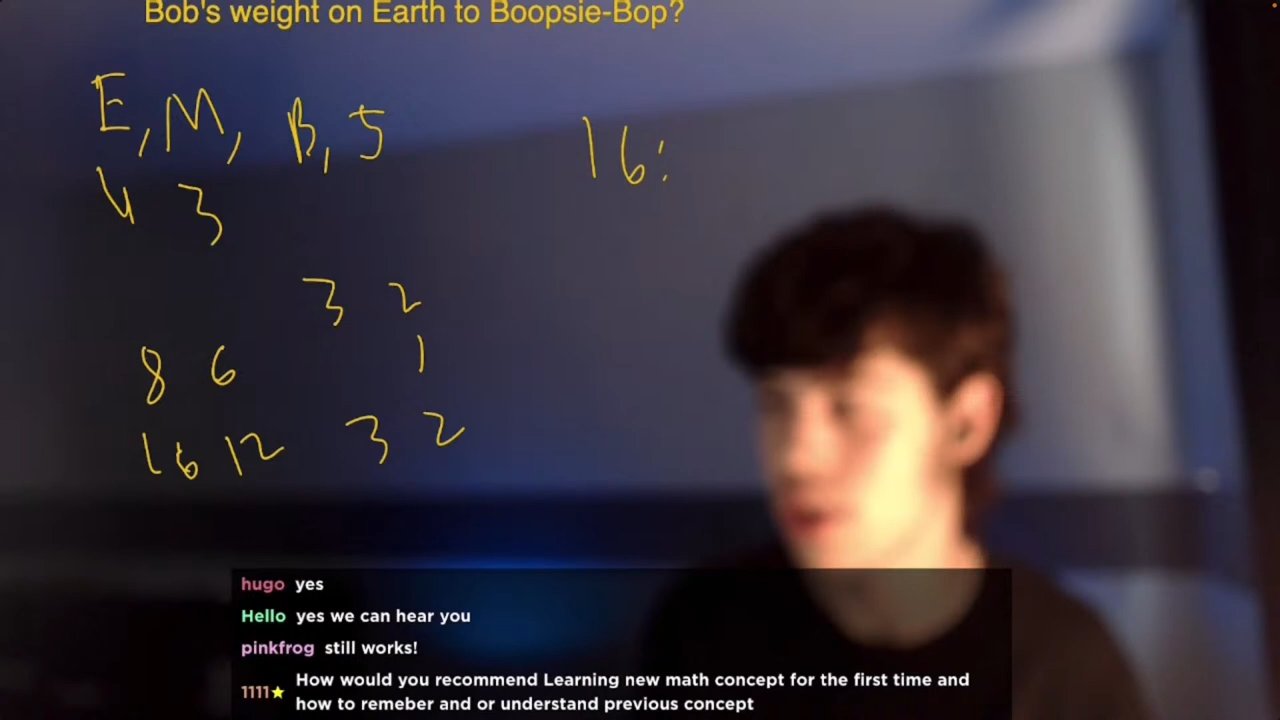 Bob's weight on Earth to Boopsie-Bop?
E, M, B, 5
16:
4 3
3 2
8 6
1
16 12 3 2
hugo yes
Hello yes we can hear you
pinkfrog still works!
1111★ How would you recommend Learning new math concept for the first time and
how to remeber and or understand previous concept